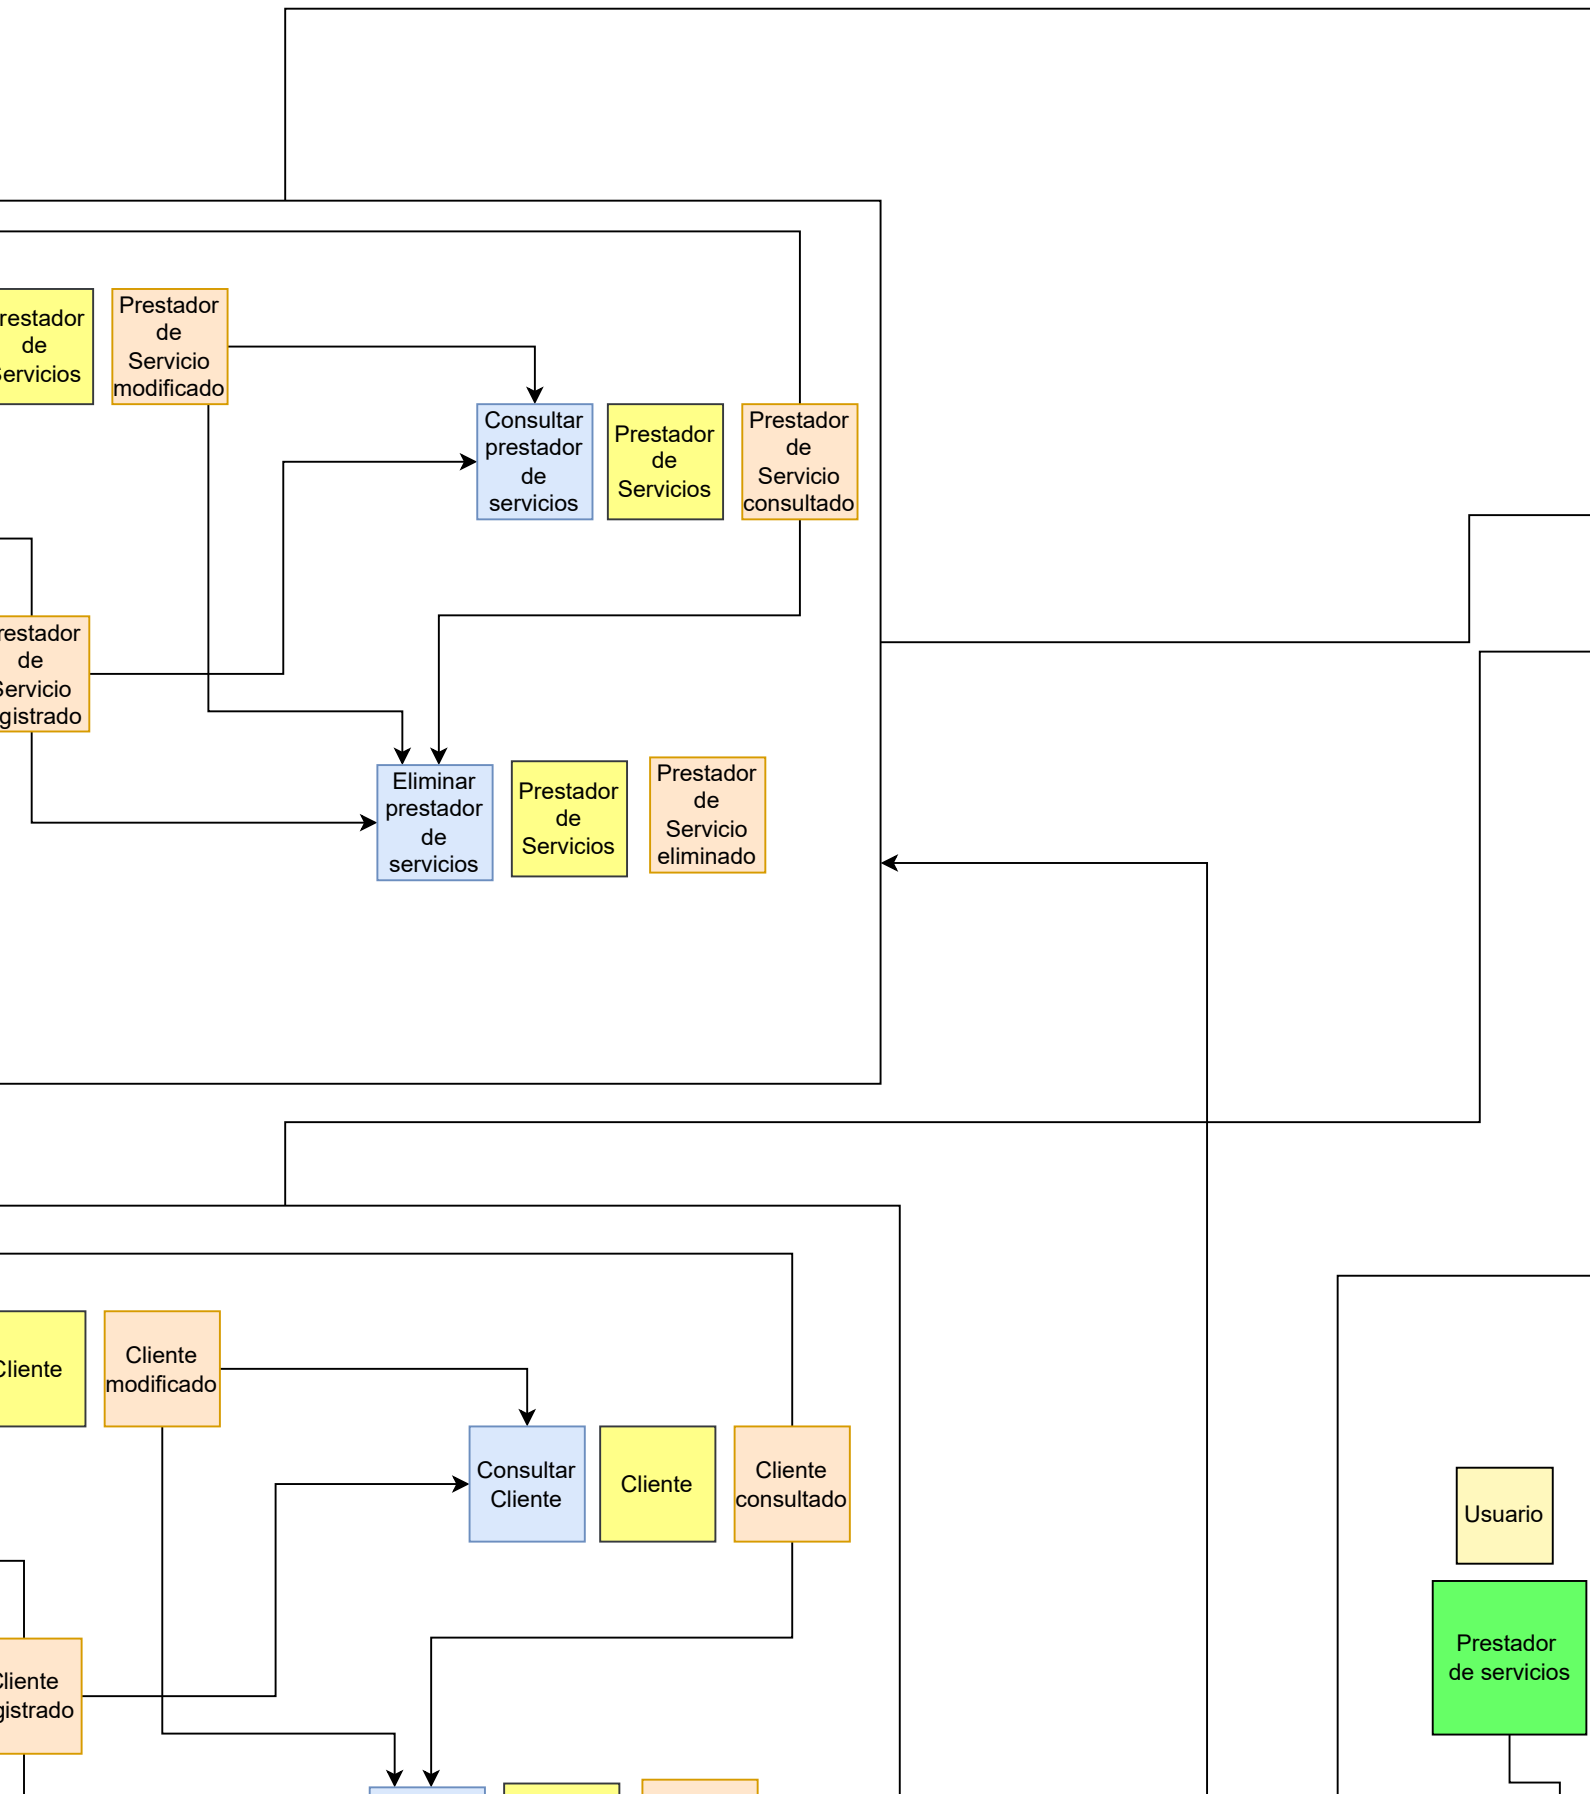 restador
de
ervicios
Prestador
de
Servicio
modificado
Consultar
prestador
de
servicios
Prestador
de
Servicios
Prestador
de
Servicio
consultado
restador
de
Servicio
gistrado
Eliminar
prestador
de
servicios
Prestador
de
Servicios
Prestador
de
Servicio
eliminado
Cliente
Cliente
modificado
Consultar
Cliente
Cliente
Cliente
consultado
Usuario
Prestador
de servicios
Cliente
gistrado